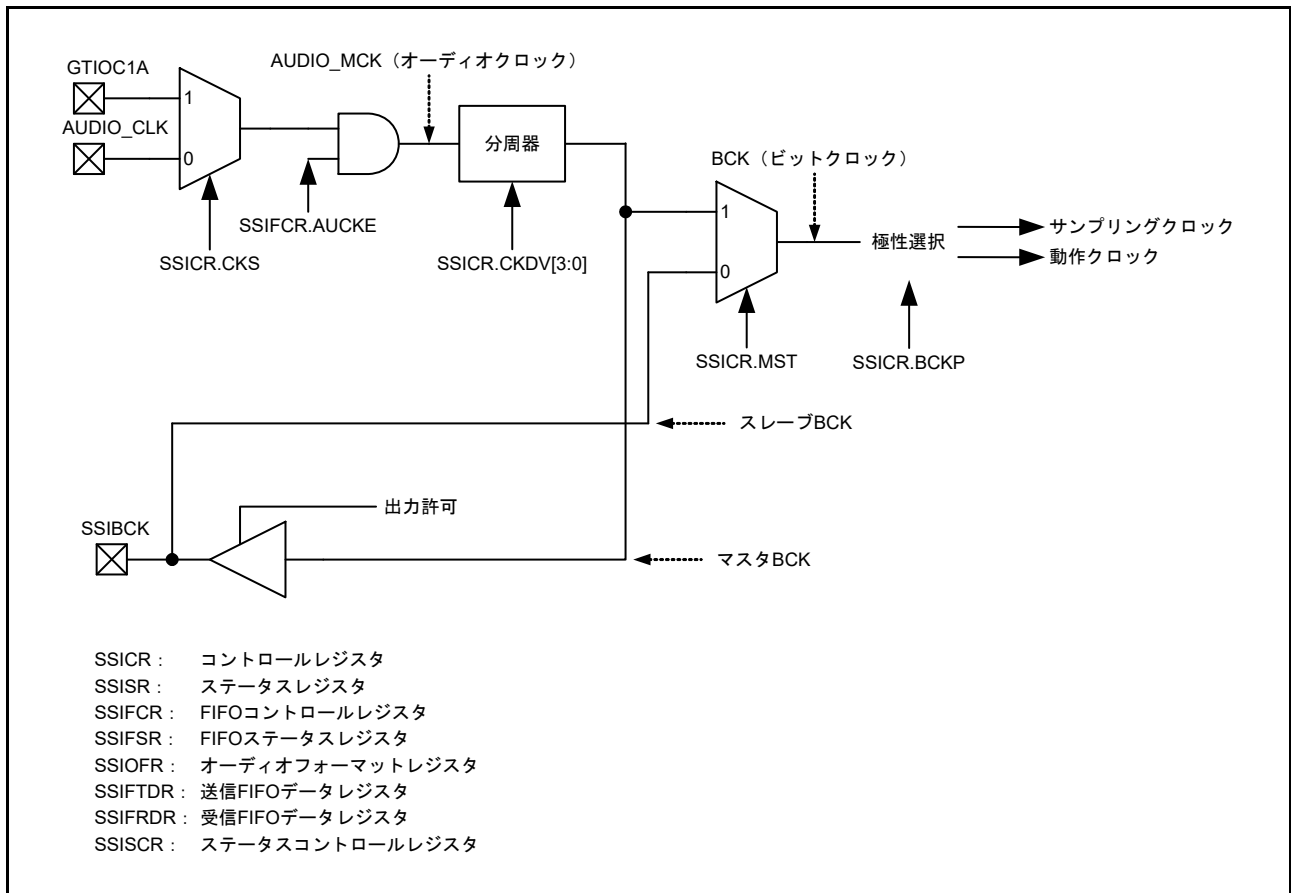 GTIOC1A
AUDIO_CLK
1
0
SSICR.CKS
SSIFCR.AUCKE
AUDIO_MCK（オーディオクロック）
分周器
SSICR.CKDV[3:0]
BCK（ビットクロック）
1
0
SSICR.MST
極性選択
SSICR.BCKP
サンプリングクロック
動作クロック
スレーブBCK
出力許可
SSIBCK
マスタBCK
SSICR： コントロールレジスタ
SSISR： ステータスレジスタ
SSIFCR： FIFOコントロールレジスタ
SSIFSR： FIFOステータスレジスタ
SSIOFR： オーディオフォーマットレジスタ
SSIFTDR： 送信FIFOデータレジスタ
SSIFRDR： 受信FIFOデータレジスタ
SSISCR： ステータスコントロールレジスタ